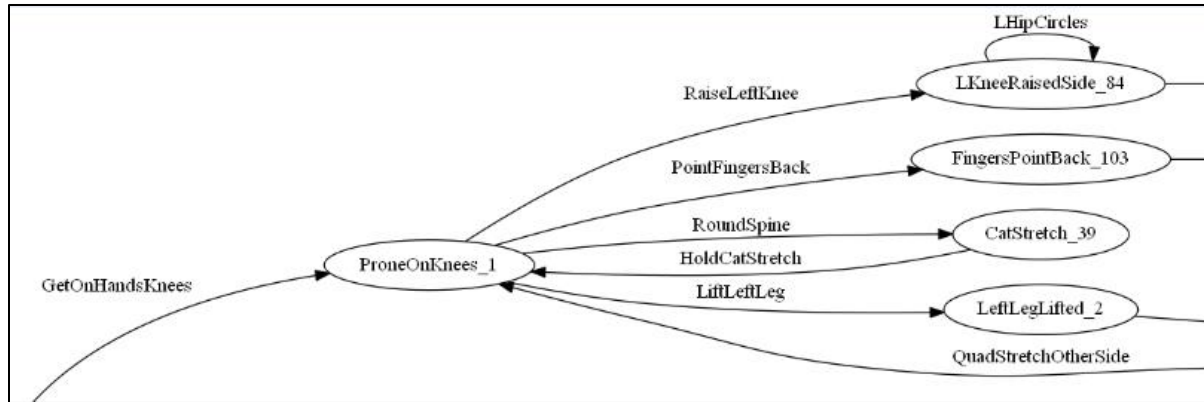 LHipCircles
LKneeRaisedSide_84
RaiseLeftKnee
FingersPointBack_103
PointFingersBack
RoundSpine
CatStretch_39
HoldCatStretch
ProneOnKnees_1
GetOnHandsKnees
LiftLeftLeg
LeftLegLifted_2
QuadStretchOtherSide